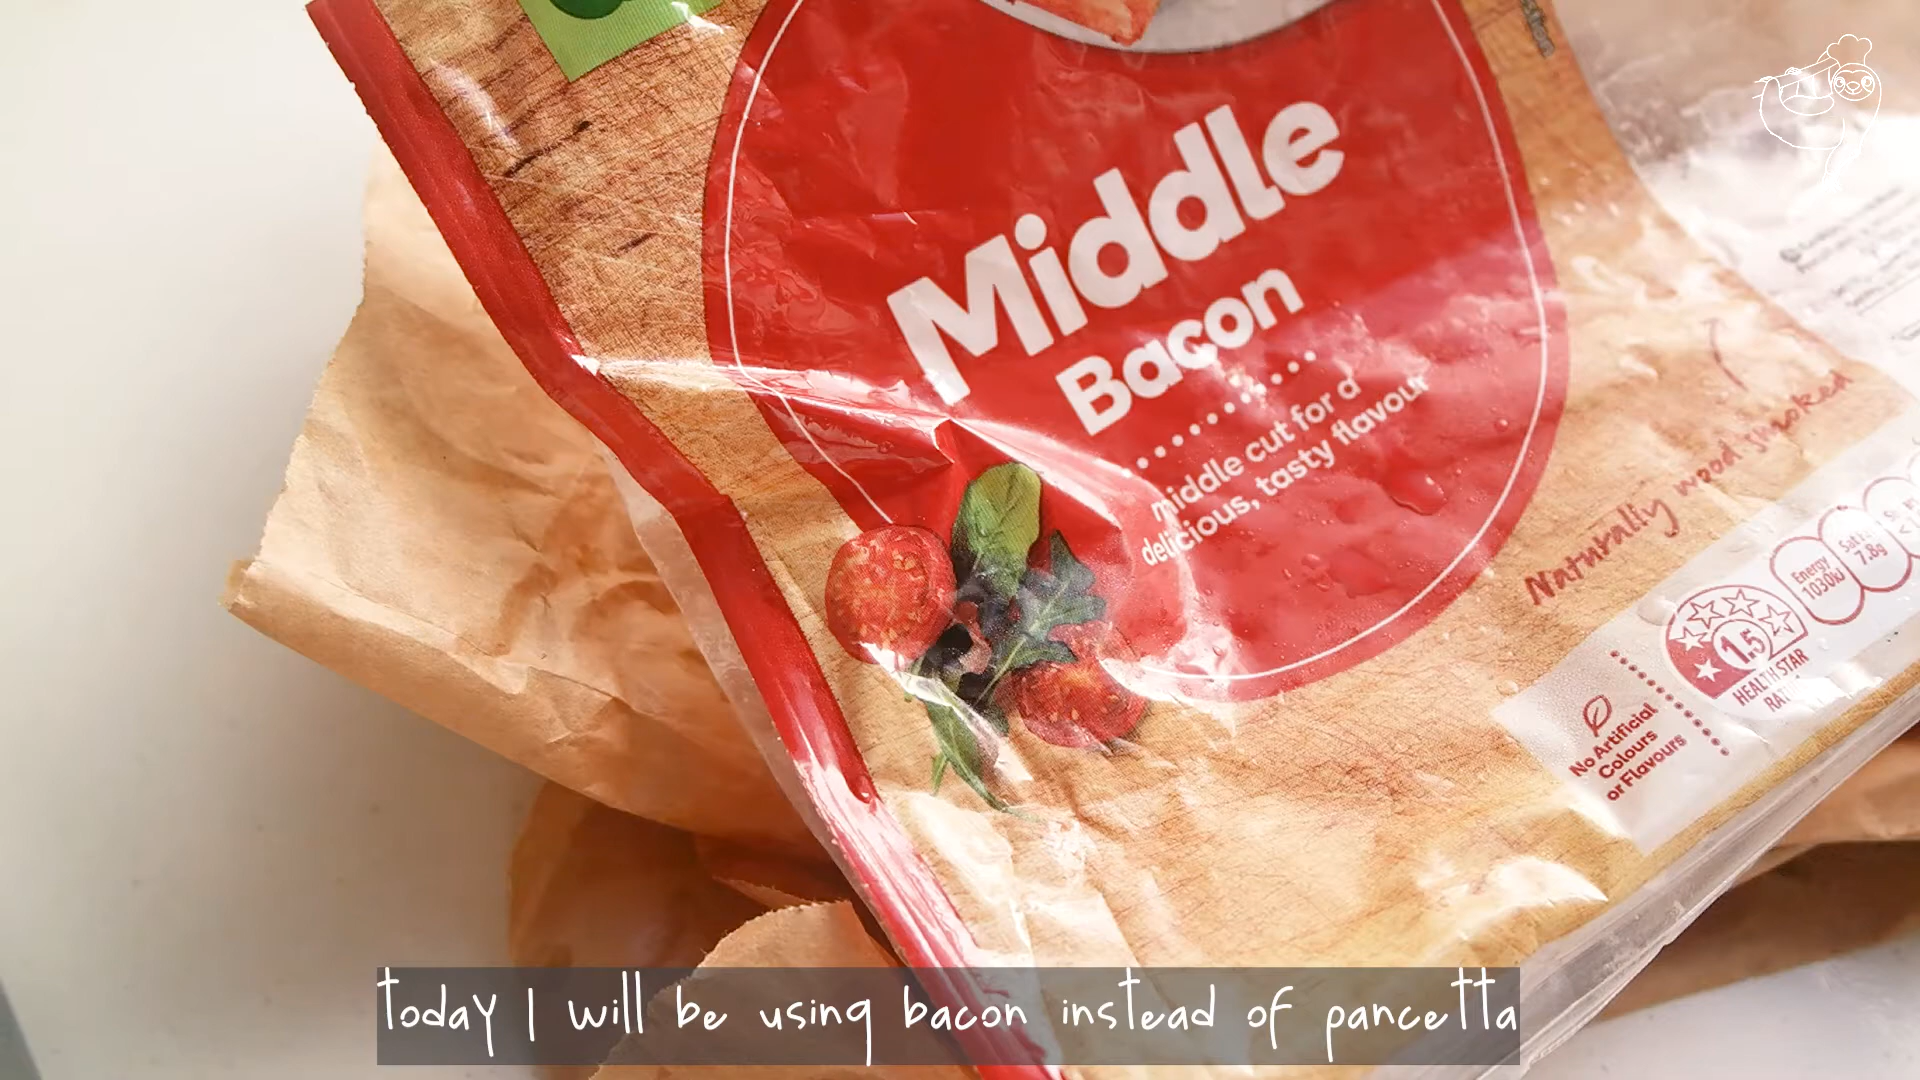 Middle
Bacon
middle cut for a
delicious, tasty flavour
Naturally wood smoked
Energy
1030kJ
7.8g
1.5
HEALTH STAR
No Artificial
Colours
or Flavours
today I will be using bacon instead of pancetta